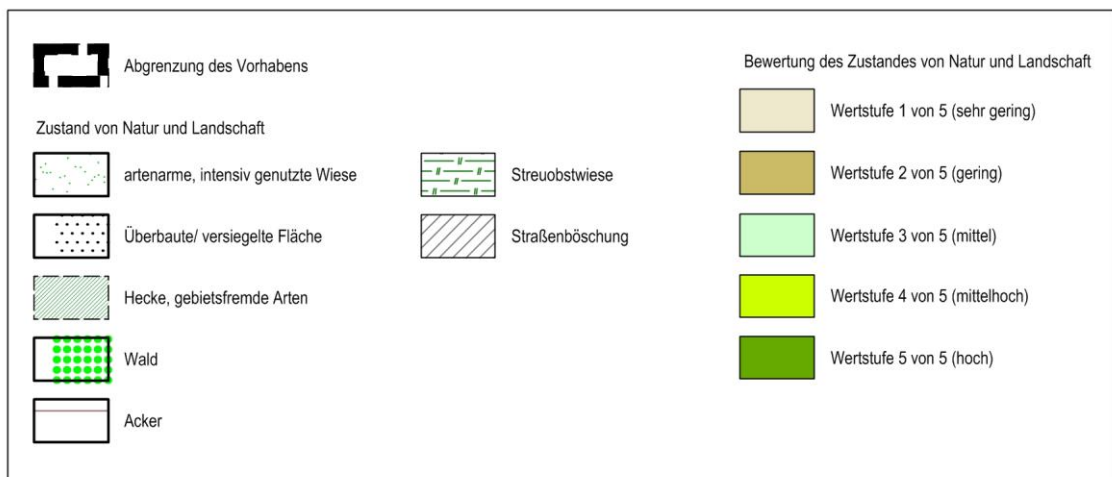 Abgrenzung des Vorhabens
Zustand von Natur und Landschaft
artenarme, intensiv genutzte Wiese
Überbaute/ versiegelte Fläche
Hecke, gebietsfremde Arten
Wald
Acker
Streuobstwiese
Straßenböschung
Bewertung des Zustandes von Natur und Landschaft
Wertstufe 1 von 5 (sehr gering)
Wertstufe 2 von 5 (gering)
Wertstufe 3 von 5 (mittel)
Wertstufe 4 von 5 (mittelhoch)
Wertstufe 5 von 5 (hoch)